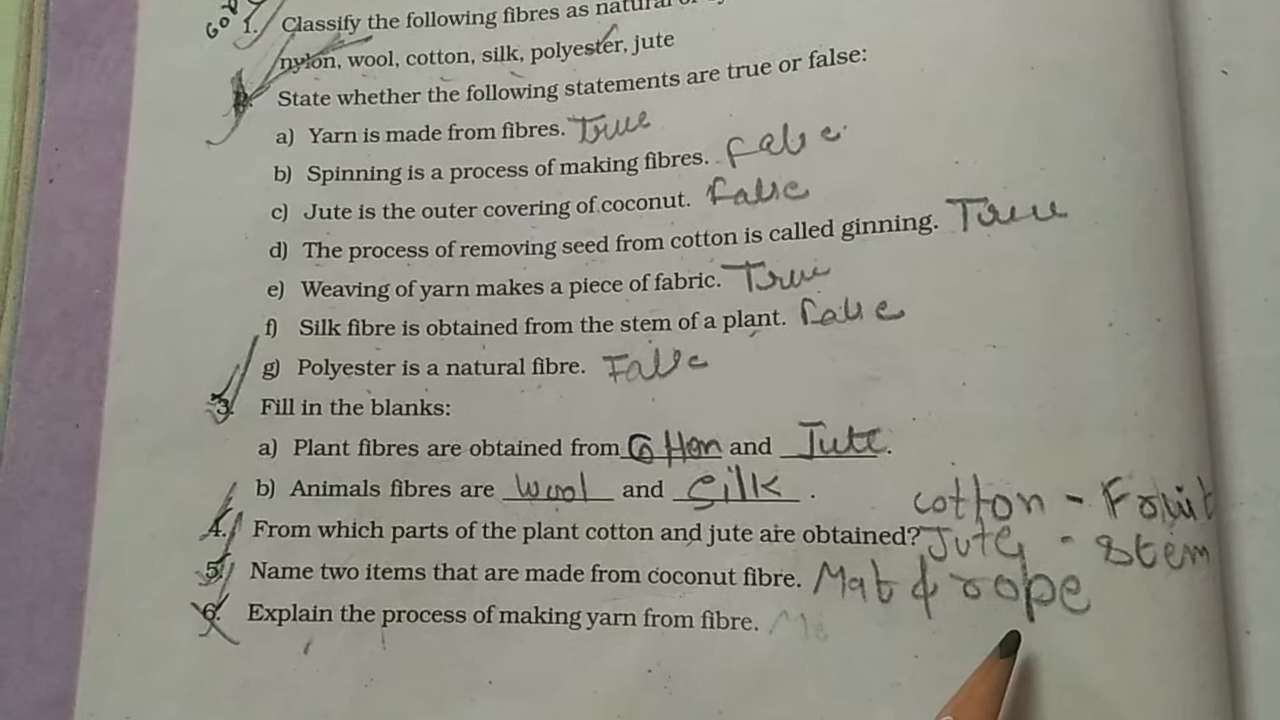 1. Classify the following fibres as natural or
nylon, wool, cotton, silk, polyester, jute
State whether the following statements are true or false:
a) Yarn is made from fibres. True
b) Spinning is a process of making fibres. False
c) Jute is the outer covering of coconut. False
d) The process of removing seed from cotton is called ginning. True
e) Weaving of yarn makes a piece of fabric. True
f) Silk fibre is obtained from the stem of a plant. False
g) Polyester is a natural fibre. False
3. Fill in the blanks:
a) Plant fibres are obtained from Cotton and Jute.
b) Animals fibres are Wool and Silk.
cotton - Fruit
4. From which parts of the plant cotton and jute are obtained? Jute - Stem
5. Name two items that are made from coconut fibre. Mat & rope
6. Explain the process of making yarn from fibre.